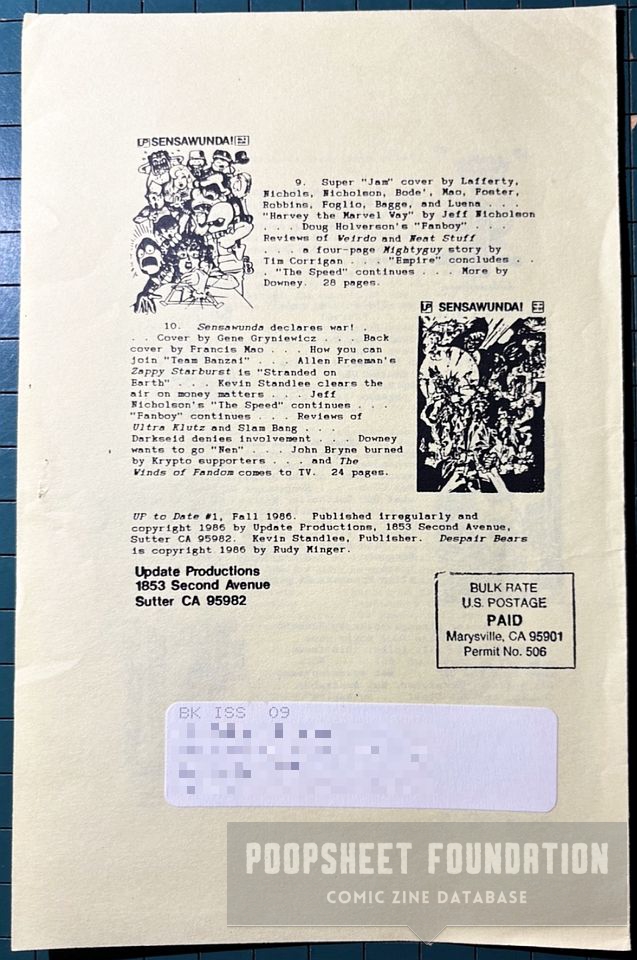 UP SENSAWUNDA!
9. Super "Jam" cover by Lafferty,
Nichols, Nicholson, Bode', Mao, Foster,
Robbins, Foglio, Bagge, and Luena . . . .
"Harvey the Marvel Way" by Jeff Nicholson
. . . Doug Holverson's "Fanboy" . . .
Reviews of Weirdo and Neat Stuff
. . . a four-page Mightyguy story by
Tim Corrigan . . . "Empire" concludes . .
. "The Speed" continues . . . More by
Downey. 28 pages.
UP SENSAWUNDA!
10. Sensawunda declares war! .
. . Cover by Gene Gryniewicz . . . Back
cover by Francis Mao . . . How you can
join "Team Banzai" . . . Allen Freeman's
Zappy Starburst is "Stranded on
Earth" . . . Kevin Standlee clears the
air on money matters . . . Jeff
Nicholson's "The Speed" continues . . .
"Fanboy" continues . . . Reviews of
Ultra Klutz and Slam Bang . . .
Darkseid denies involvement . . . Downey
wants to go "Nen" . . . John Bryne burned
by Krypto supporters . . . and The
Winds of Fandom comes to TV. 24 pages.
UP to Date #1, Fall 1986. Published irregularly and
copyright 1986 by Update Productions, 1853 Second Avenue,
Sutter CA 95982. Kevin Standlee, Publisher. Despair Bears
is copyright 1986 by Rudy Minger.
Update Productions
1853 Second Avenue
Sutter CA 95982
BULK RATE
U.S. POSTAGE
PAID
Marysville, CA 95901
Permit No. 506
BK ISS 09
POOPSHEET FOUNDATION
COMIC ZINE DATABASE